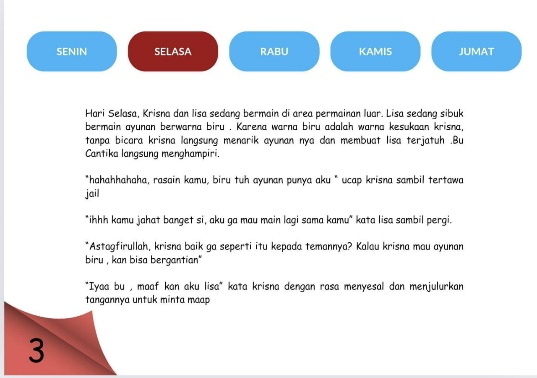 SENIN
SELASA
RABU
KAMIS
JUMAT
Hari Selasa, Krisna dan lisa sedang bermain di area permainan luar. Lisa sedang sibuk
bermain ayunan berwarna biru . Karena warna biru adalah warna kesukaan krisna,
tanpa bicara krisna langsung menarik ayunan nya dan membuat lisa terjatuh .Bu
Cantika langsung menghampiri.
"hahahhahaha, rasain kamu, biru tuh ayunan punya aku " ucap krisna sambil tertawa
jail
"ihhh kamu jahat banget si, aku ga mau main lagi sama kamu" kata lisa sambil pergi.
"Astagfirullah, krisna baik ga seperti itu kepada temannya? Kalau krisna mau ayunan
biru , kan bisa bergantian"
"Iyaa bu , maaf kan aku lisa" kata krisna dengan rasa menyesal dan menjulurkan
tangannya untuk minta maap
3